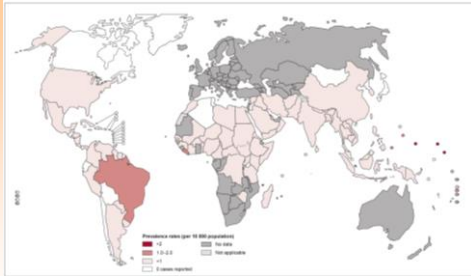 Prevalence rates (per 10 000 population)
>2
1.0–2.0
<1
0 cases reported
No data
Not applicable